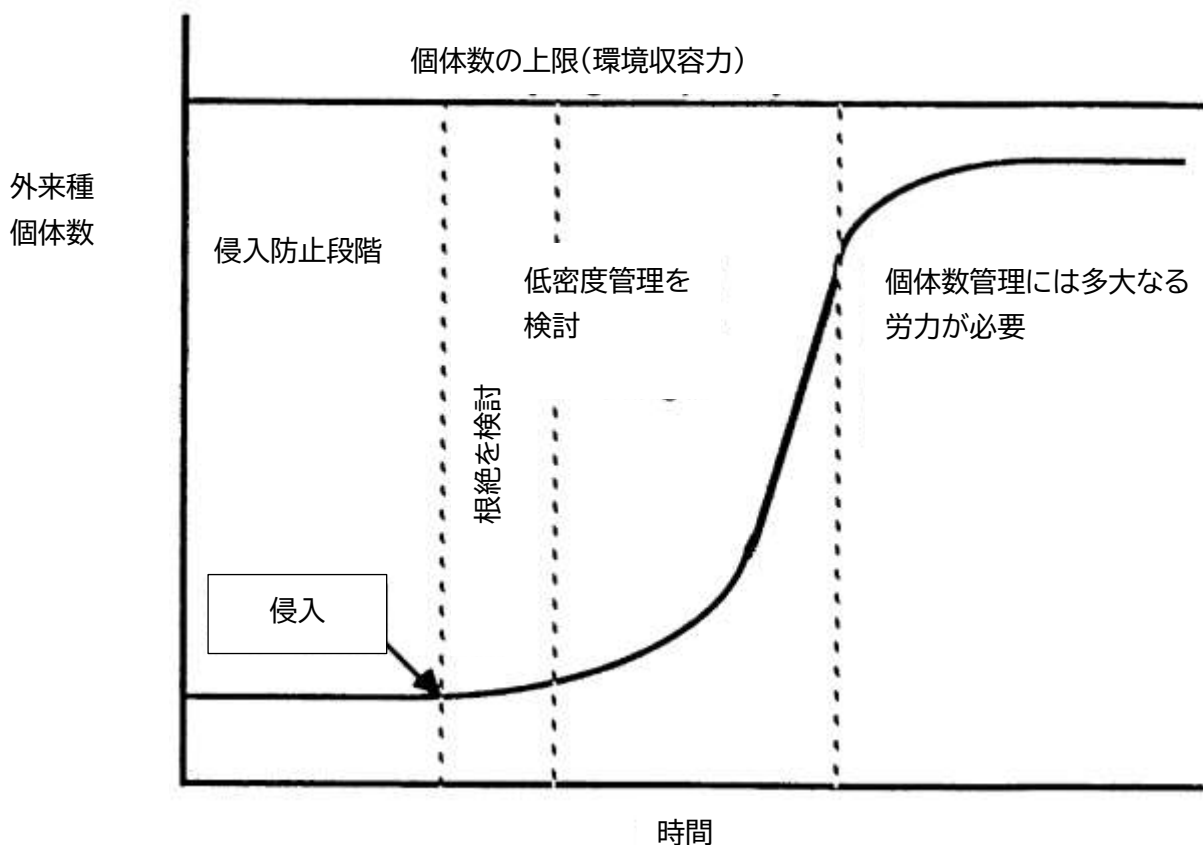 個体数の上限(環境収容力)
外来種
個体数
侵入防止段階
低密度管理を
検討
個体数管理には多大なる
労力が必要
根絶を検討
侵入
時間